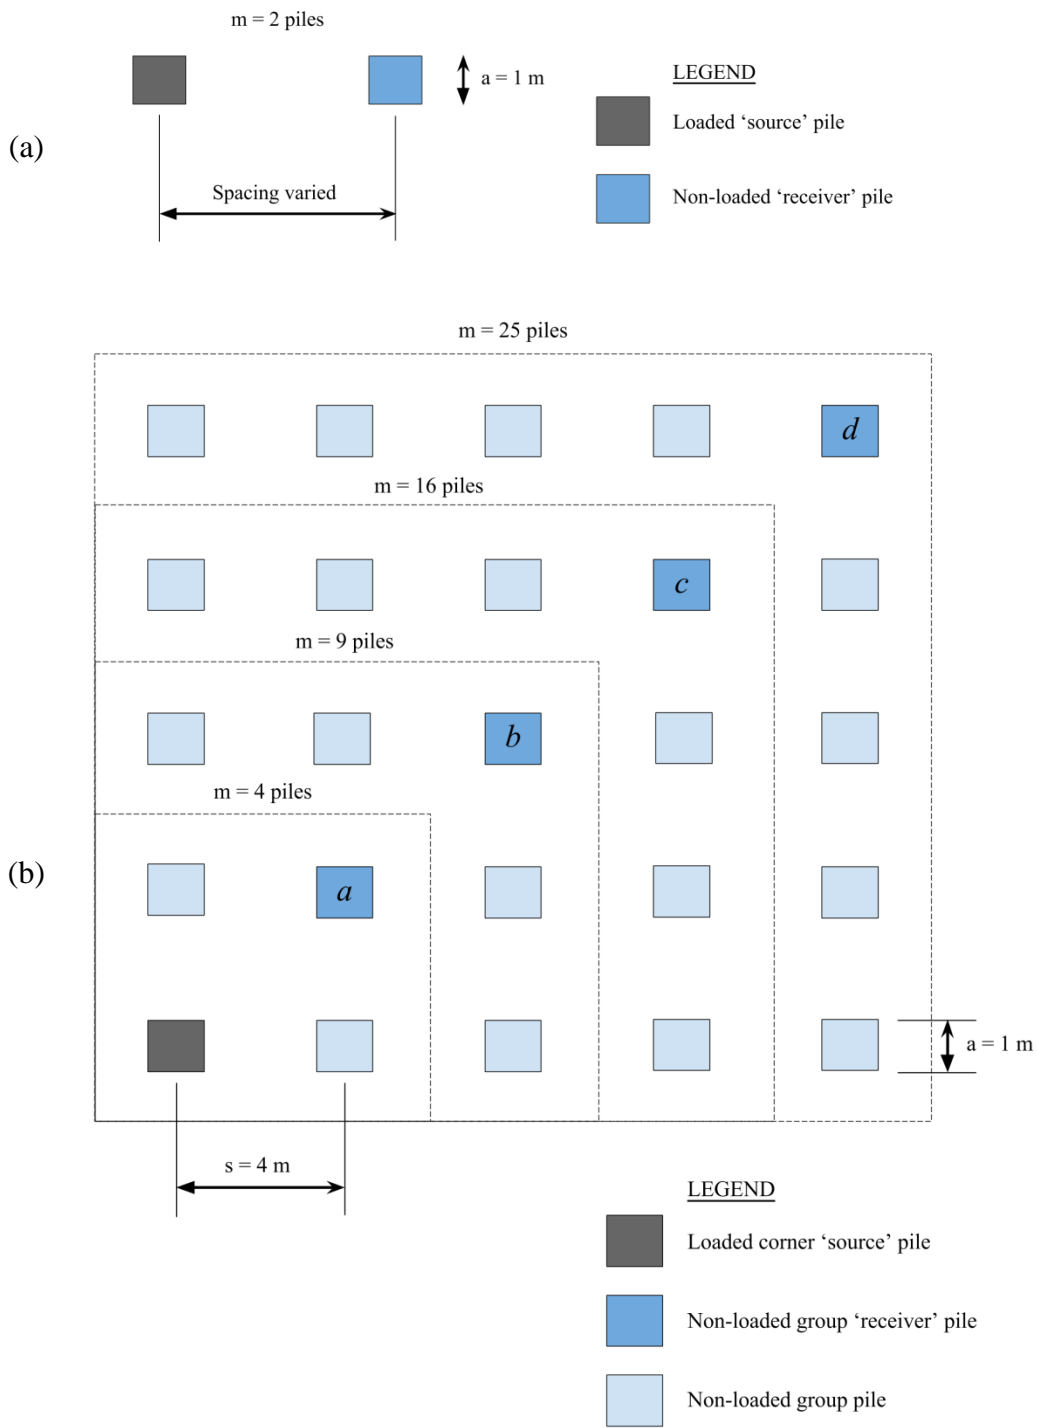 m = 2 piles
a = 1 m
LEGEND
Loaded ‘source’ pile
(a)
Spacing varied
Non-loaded ‘receiver’ pile
m = 25 piles
d
m = 16 piles
c
m = 9 piles
b
m = 4 piles
(b)
a
a = 1 m
s = 4 m
LEGEND
Loaded corner ‘source’ pile
Non-loaded group ‘receiver’ pile
Non-loaded group pile